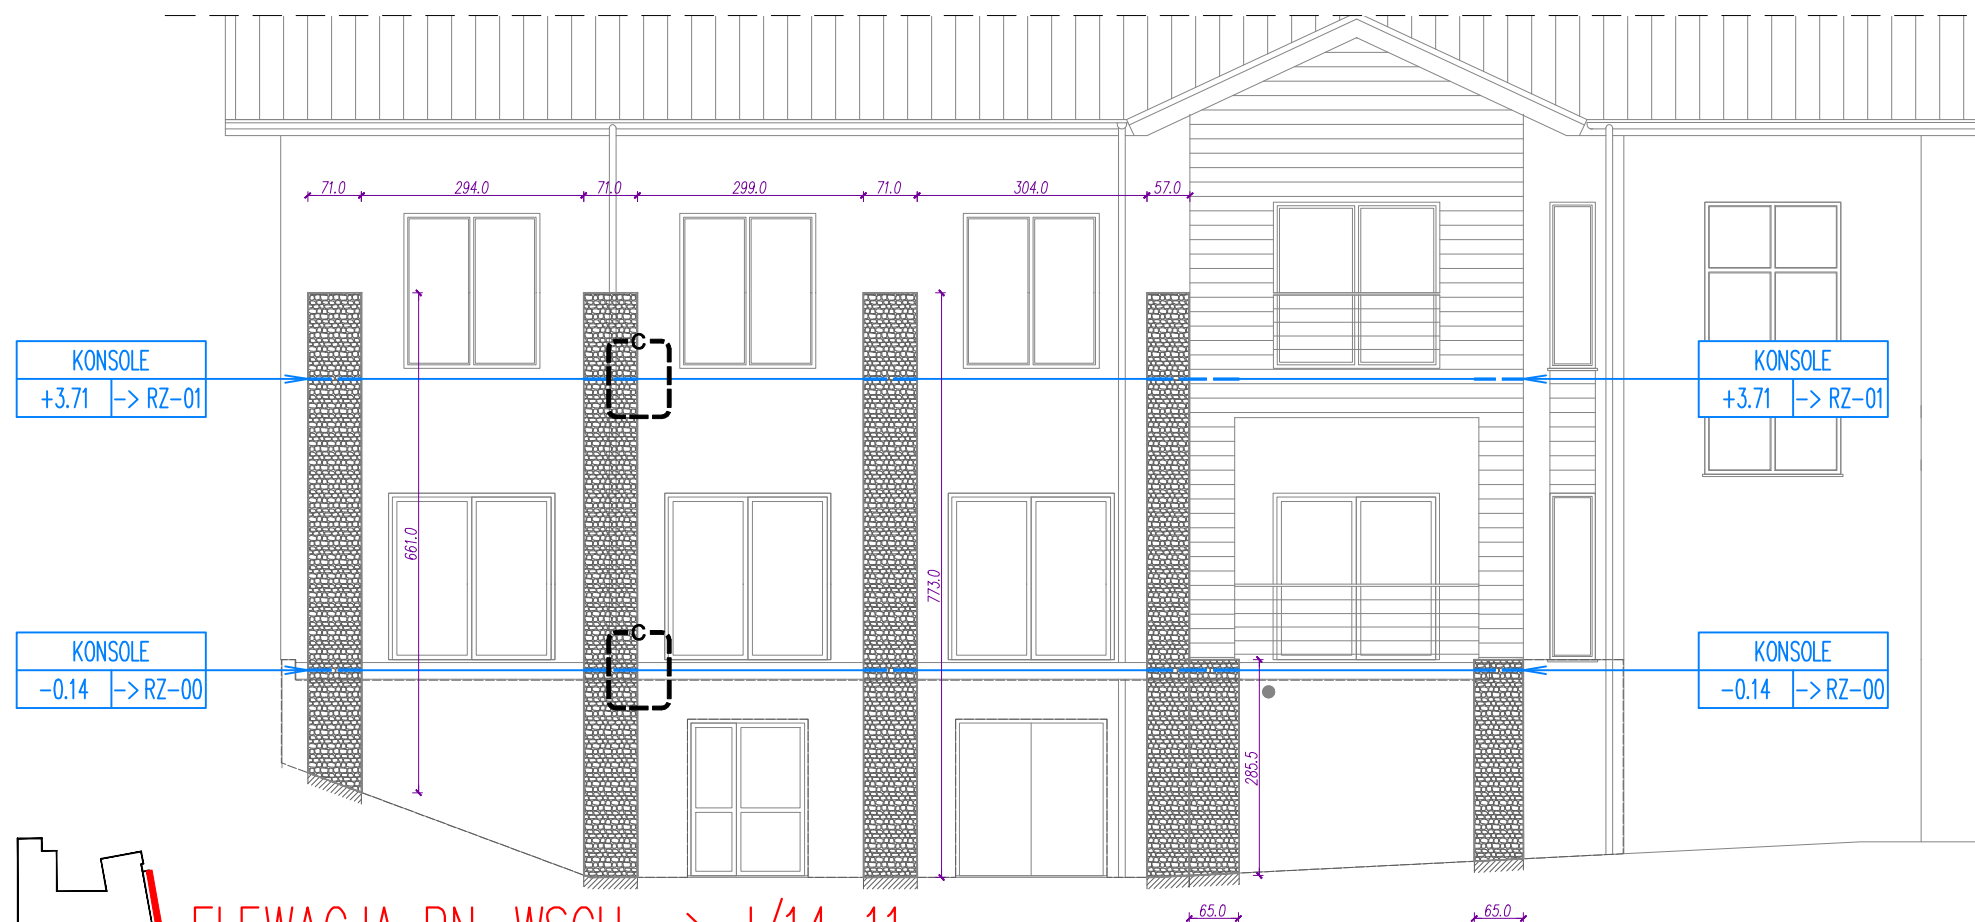 71.0 294.0 71.0 299.0 71.0 304.0 57.0
C
KONSOLE
+3.71 -> RZ-01
KONSOLE
+3.71 -> RZ-01
661.0
773.0
C
KONSOLE
-0.14 -> RZ-00
KONSOLE
-0.14 -> RZ-00
285.5
65.0 65.0